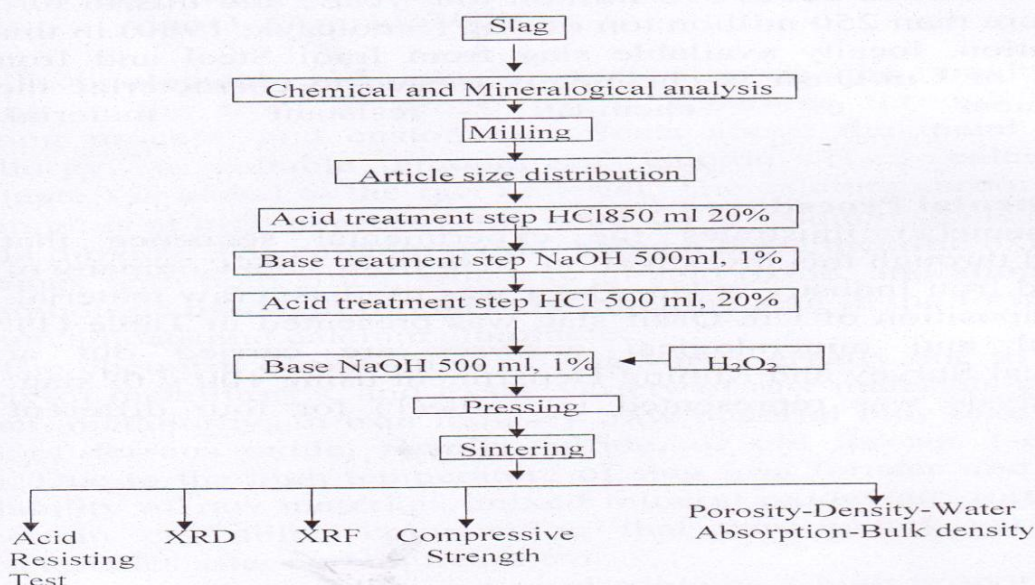 Slag
Chemical and Mineralogical analysis
Milling
Article size distribution
Acid treatment step HCl850 ml 20%
Base treatment step NaOH 500ml, 1%
Acid treatment step HCl 500 ml, 20%
Base NaOH 500 ml, 1%
H₂O₂
Pressing
Sintering
Acid
Resisting
Test
XRD
XRF
Compressive
Strength
Porosity-Density-Water
Absorption-Bulk density